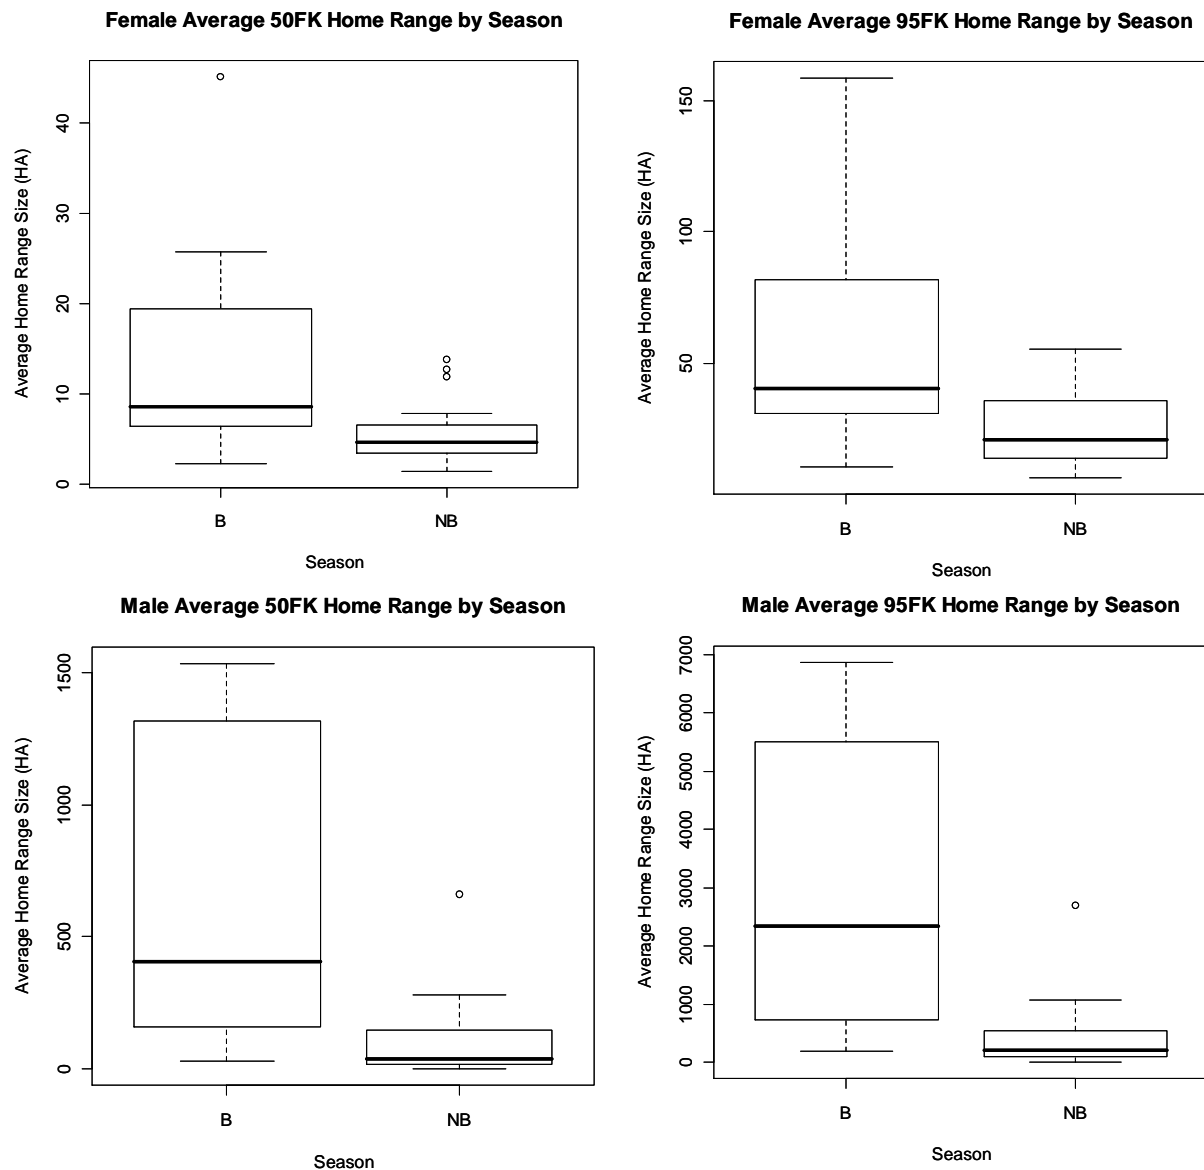 Female Average 50FK Home Range by Season
Average Home Range Size (HA)
40
30
20
10
0
B
NB
Season
Female Average 95FK Home Range by Season
Average Home Range Size (HA)
150
100
50
B
NB
Season
Male Average 50FK Home Range by Season
Average Home Range Size (HA)
1500
1000
500
0
B
NB
Season
Male Average 95FK Home Range by Season
Average Home Range Size (HA)
7000
6000
5000
4000
3000
2000
1000
0
B
NB
Season